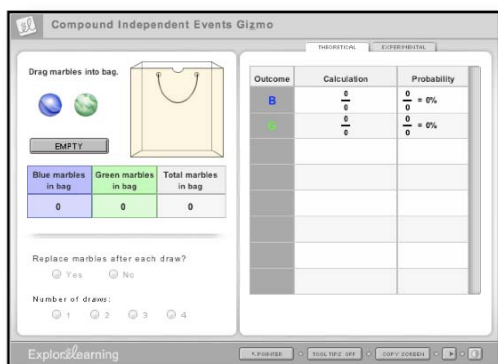 Compound Independent Events Gizmo
THEORETICAL EXPERIMENTAL
Drag marbles into bag.
EMPTY
Blue marbles in bag Green marbles in bag Total marbles in bag
0 0 0
Replace marbles after each draw?
Yes No
Number of draws:
1 2 3 4
Outcome Calculation Probability
B 0/0 0/0 = 0%
G 0/0 0/0 = 0%
ExploreLearning
POINTER TOOL TIPS OFF COPY SCREEN